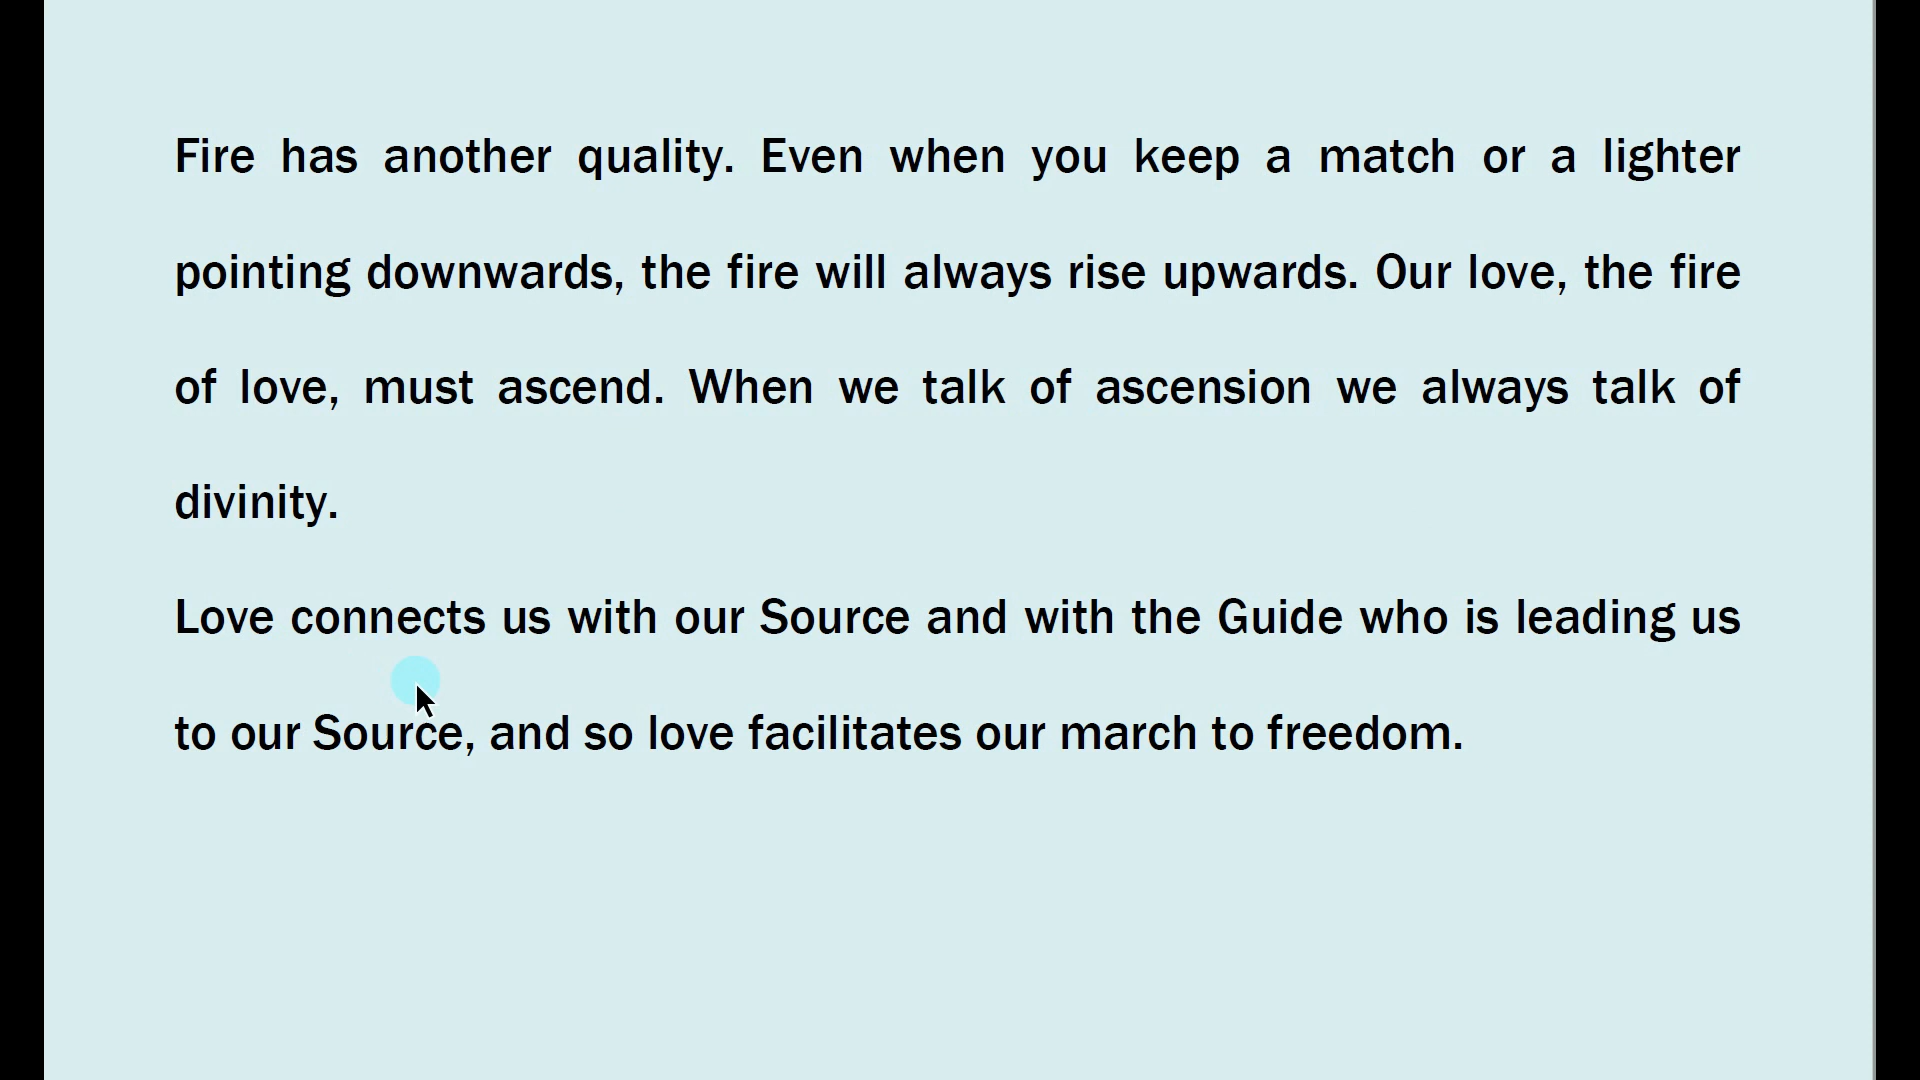 Fire has another quality. Even when you keep a match or a lighter
pointing downwards, the fire will always rise upwards. Our love, the fire
of love, must ascend. When we talk of ascension we always talk of
divinity.
Love connects us with our Source and with the Guide who is leading us
to our Source, and so love facilitates our march to freedom.